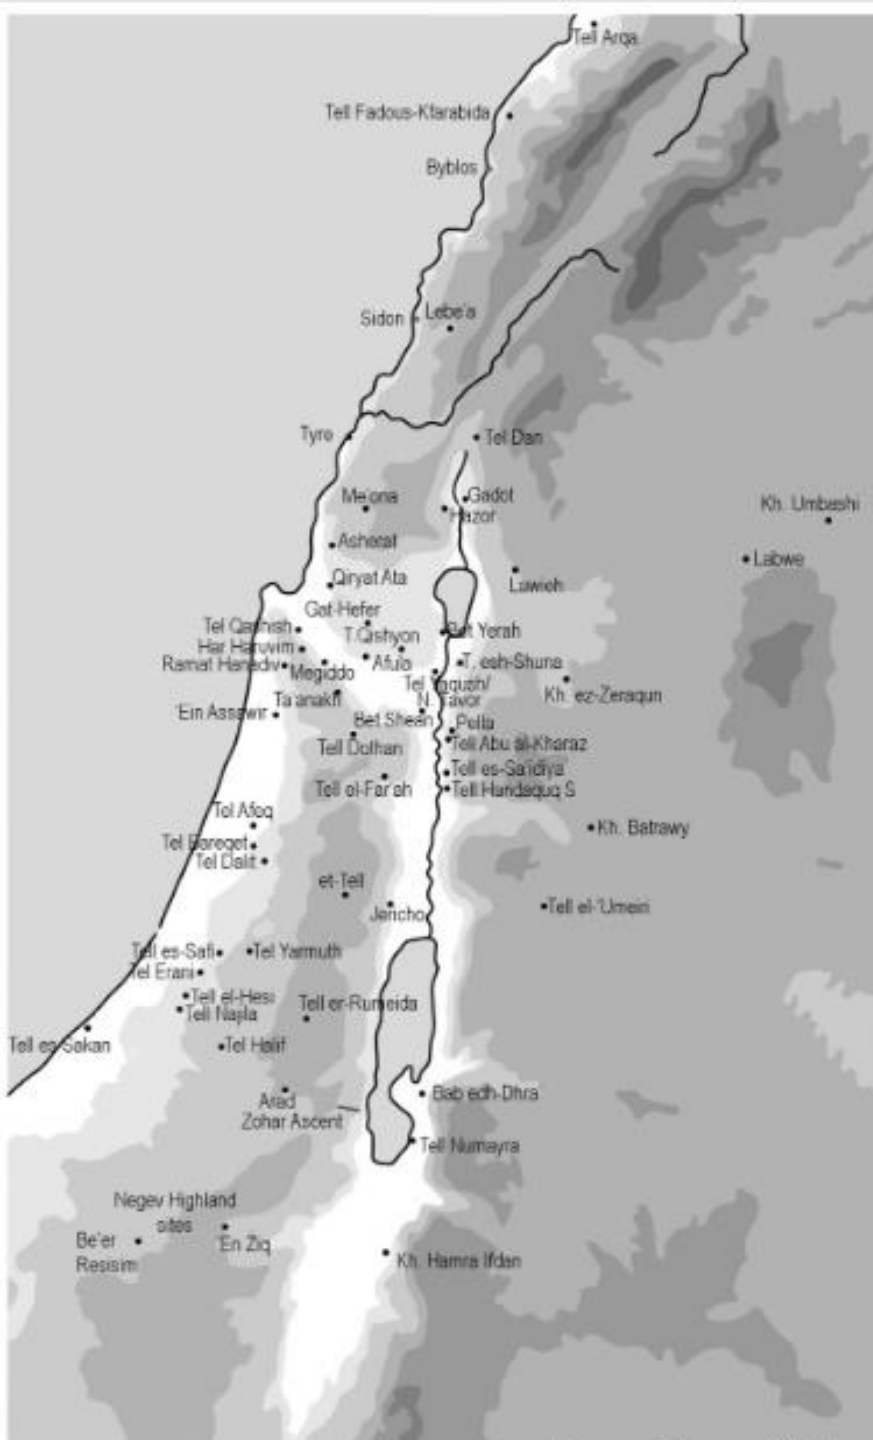 Tell Arqa
Tell Fadous-Kfarabida
Byblos
Sidon
Lebe'a
Tyre
Tel Dan
Me'ona
Gadot
Hazor
Kh. Umbashi
Asherat
Labwe
Qiryat Ata
Lawieh
Gat-Hefer
Tel Qashish
T.Qishyon
Bet Yerah
Har Haruvim
Ramat Hanadiv
Megiddo
Afula
T. esh-Shuna
Tel Yaqush/
N. Tavor
Kh. ez-Zeraqun
Ta'anakh
'Ein Assawir
Bet Shean
Pella
Tell Dothan
Tell Abu al-Kharaz
Tell es-Sa'idiya
Tell el-Far'ah
Tell Handaquq S
Tel Afeq
Kh. Batrawy
Tel Bareqet
Tel Dalit
et-Tell
Jericho
Tell el-'Umeiri
Tell es-Safi
Tel Yarmuth
Tel Erani
Tell el-Hesi
Tell er-Rumeida
Tell Najila
Tell es-Sakan
Tel Halif
Arad
Bab edh-Dhra
Zohar Ascent
Tell Numayra
Negev Highland
sites
Be'er
Resisim
'En Ziq
Kh. Hamra Ifdan